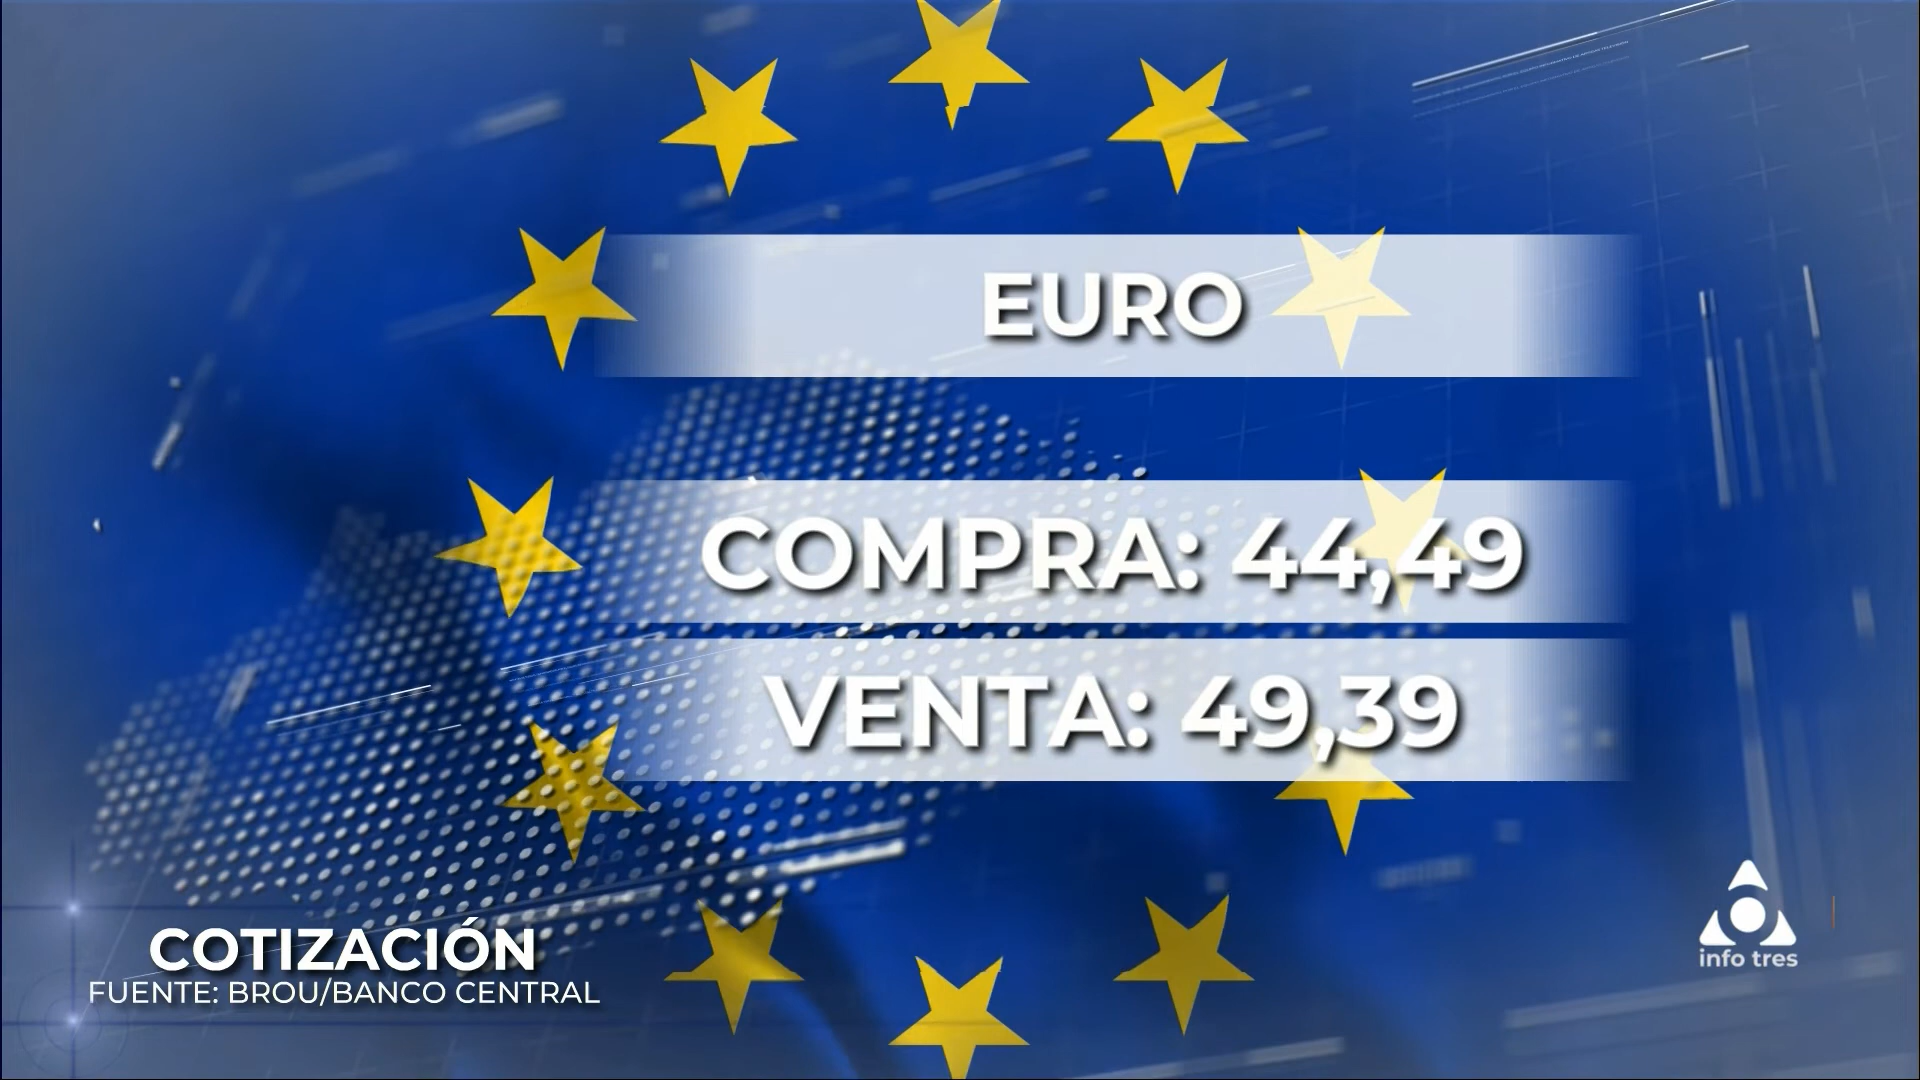 EURO
COMPRA: 44,49
VENTA: 49,39
COTIZACIÓN
FUENTE: BROU/BANCO CENTRAL
info tres